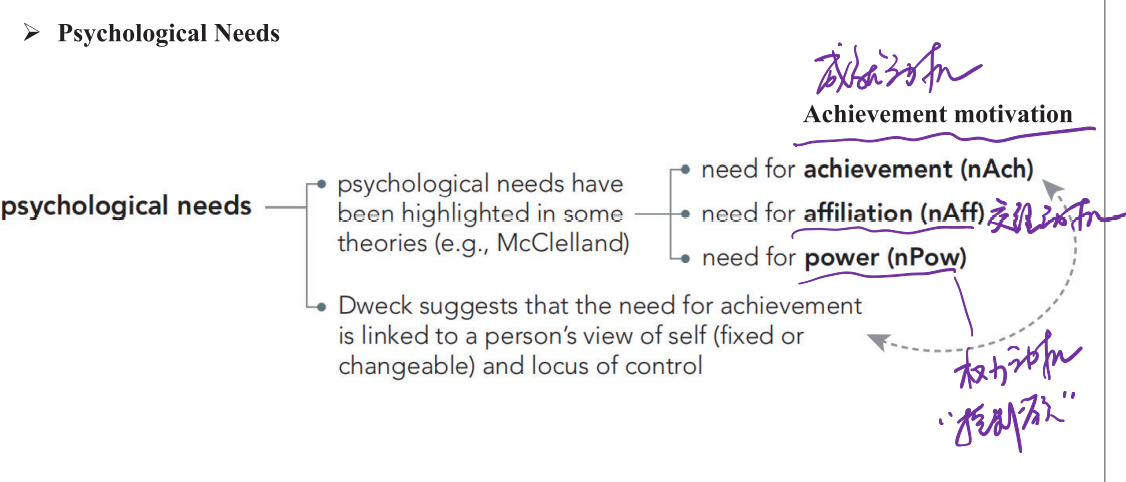 ➢ Psychological Needs
成就动机
Achievement motivation
psychological needs
psychological needs have
been highlighted in some
theories (e.g., McClelland)
need for achievement (nAch)
need for affiliation (nAff) 交往动机
need for power (nPow)
Dweck suggests that the need for achievement
is linked to a person’s view of self (fixed or
changeable) and locus of control
权力动机
“控制欲”